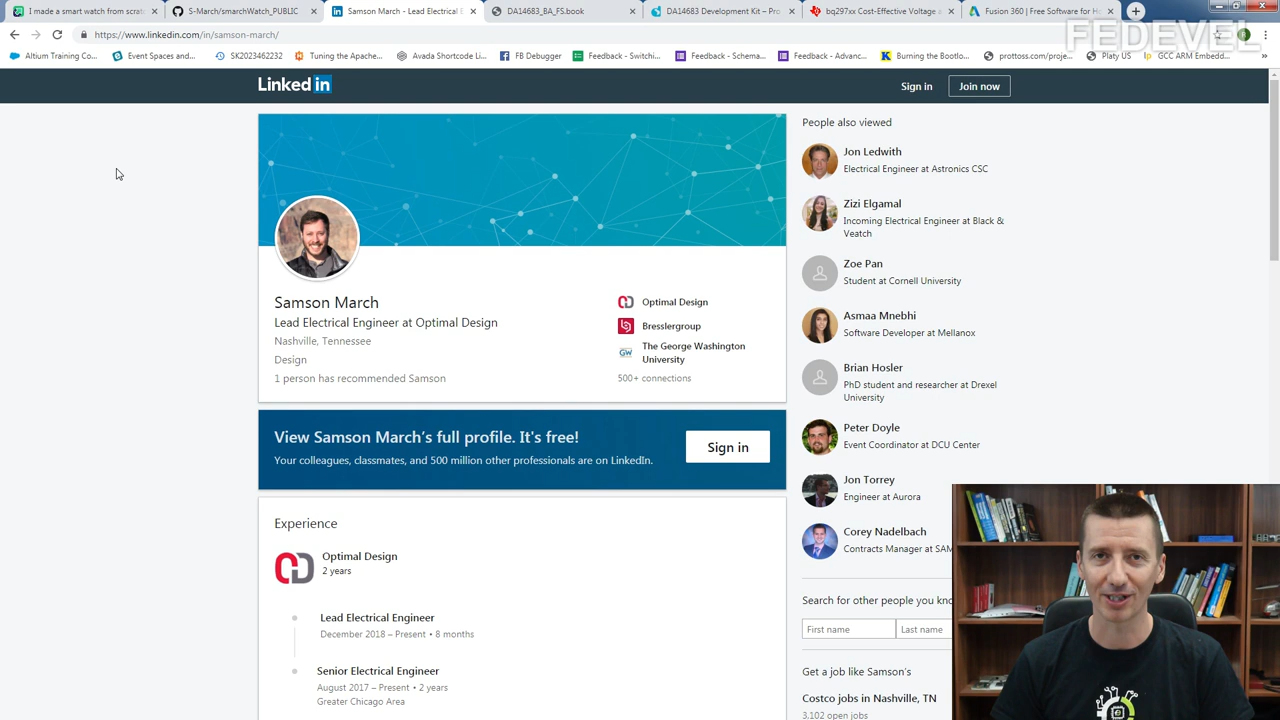 I made a smart watch from scrat
S-March/smarchWatch_PUBLIC
Samson March - Lead Electrical E
DA14683_BA_FS.book
DA14683 Development Kit – Pro
bq297xx Cost-Effective Voltage a
Fusion 360 | Free Software for Ho
https://www.linkedin.com/in/samson-march/
FEDEVEL
Altium Training Co...
Event Spaces and...
SK2023462232
Tuning the Apache...
Avada Shortcode Li...
FB Debugger
Feedback - Switchi...
Feedback - Schema...
Feedback - Advanc...
Burning the Bootlo...
prottoss.com/proje...
Platy US
GCC ARM Embedd...
Linked in
Sign in
Join now
People also viewed
Jon Ledwith
Electrical Engineer at Astronics CSC
Zizi Elgamal
Incoming Electrical Engineer at Black &
Veatch
Zoe Pan
Student at Cornell University
Asmaa Mnebhi
Software Developer at Mellanox
Brian Hosler
PhD student and researcher at Drexel
University
Peter Doyle
Event Coordinator at DCU Center
Jon Torrey
Engineer at Aurora
Corey Nadelbach
Contracts Manager at SAM
Search for other people you kno
First name
Last name
Get a job like Samson's
Costco jobs in Nashville, TN
3,102 open jobs
Samson March
Lead Electrical Engineer at Optimal Design
Nashville, Tennessee
Design
1 person has recommended Samson
Optimal Design
Bresslergroup
GW
The George Washington
University
500+ connections
View Samson March's full profile. It's free!
Your colleagues, classmates, and 500 million other professionals are on LinkedIn.
Sign in
Experience
Optimal Design
2 years
Lead Electrical Engineer
December 2018 – Present • 8 months
Senior Electrical Engineer
August 2017 – Present • 2 years
Greater Chicago Area